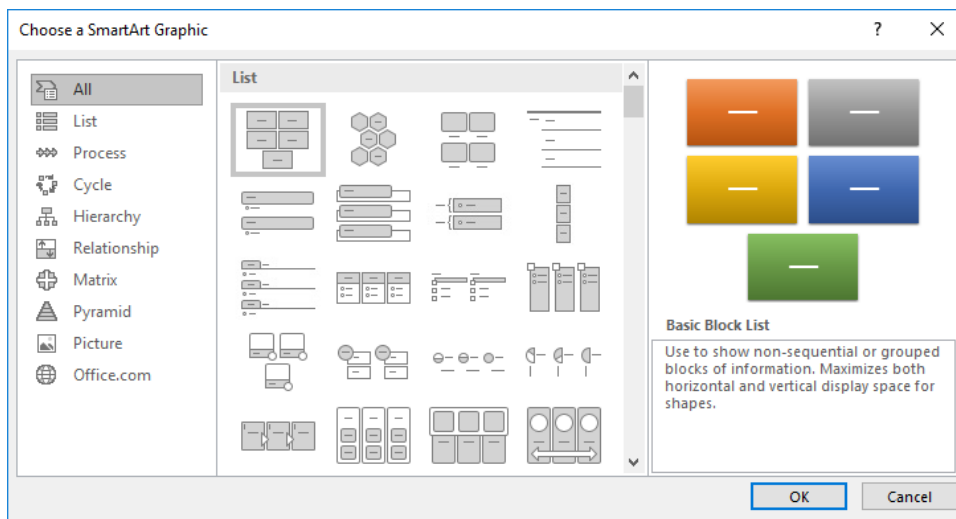 Choose a SmartArt Graphic
All
List
Process
Cycle
Hierarchy
Relationship
Matrix
Pyramid
Picture
Office.com
List
Basic Block List
Use to show non-sequential or grouped
blocks of information. Maximizes both
horizontal and vertical display space for
shapes.
OK
Cancel